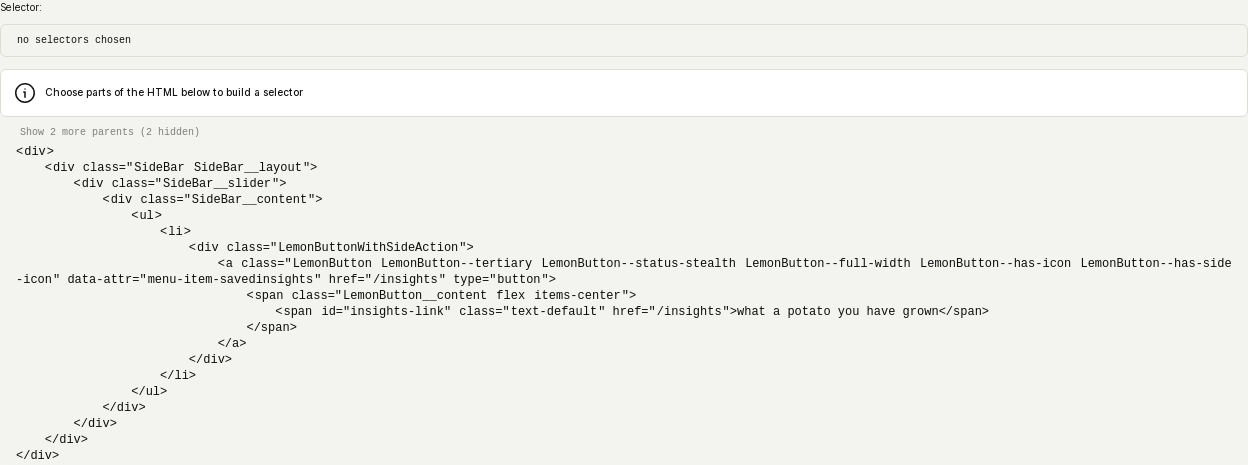 Selector:
no selectors chosen
Choose parts of the HTML below to build a selector
Show 2 more parents (2 hidden)
<div>
<div class="SideBar SideBar__layout">
<div class="SideBar__slider">
<div class="SideBar__content">
<ul>
<li>
<div class="LemonButtonWithSideAction">
<a class="LemonButton LemonButton--tertiary LemonButton--status-stealth LemonButton--full-width LemonButton--has-icon LemonButton--has-side
-icon" data-attr="menu-item-savedinsights" href="/insights" type="button">
<span class="LemonButton__content flex items-center">
<span id="insights-link" class="text-default" href="/insights">what a potato you have grown</span>
</span>
</a>
</div>
</li>
</ul>
</div>
</div>
</div>
</div>